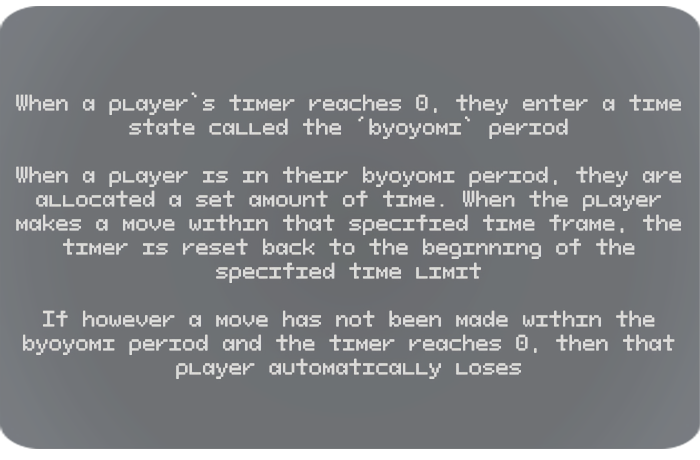 When a player`s timer reaches 0, they enter a time
state called the ´byoyomi` period
When a player is in their byoyomi period, they are
allocated a set amount of time. When the player
makes a move within that specified time frame, the
timer is reset back to the beginning of the
specified time limit
If however a move has not been made within the
byoyomi period and the timer reaches 0, then that
player automatically loses